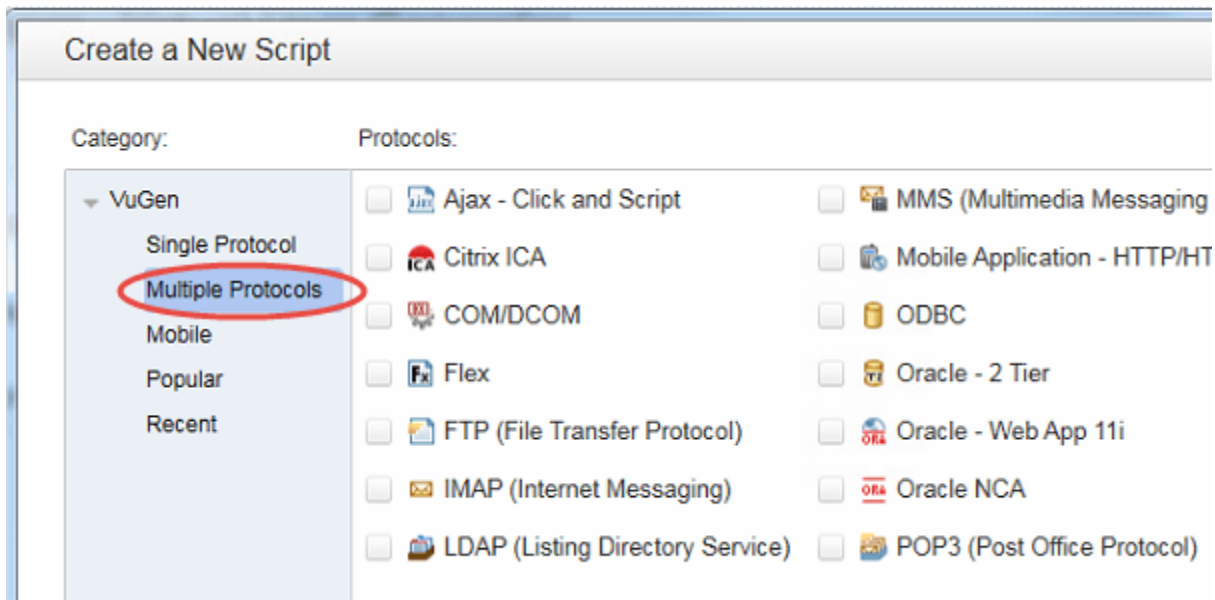 Create a New Script
Category:
Protocols:
VuGen
Single Protocol
Multiple Protocols
Mobile
Popular
Recent
Ajax - Click and Script
Citrix ICA
COM/DCOM
Flex
FTP (File Transfer Protocol)
IMAP (Internet Messaging)
LDAP (Listing Directory Service)
MMS (Multimedia Messaging
Mobile Application - HTTP/HT
ODBC
Oracle - 2 Tier
Oracle - Web App 11i
Oracle NCA
POP3 (Post Office Protocol)